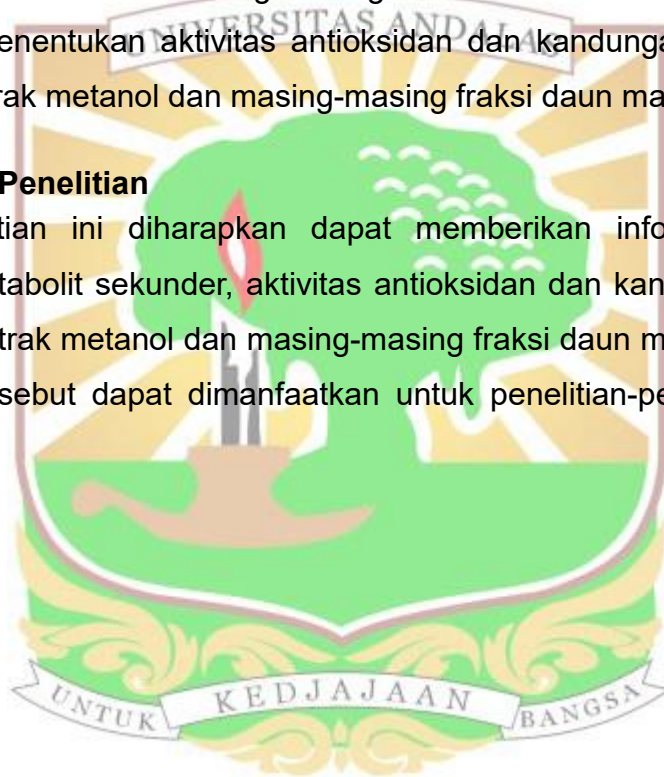 UNIVERSITAS ANDALAS
enentukan aktivitas antioksidan dan kandunga
rak metanol dan masing-masing fraksi daun ma
Penelitian
tian ini diharapkan dapat memberikan info
tabolit sekunder, aktivitas antioksidan dan kan
trak metanol dan masing-masing fraksi daun m
sebut dapat dimanfaatkan untuk penelitian-pe
UNTUK KEDJAJAAN BANGSA